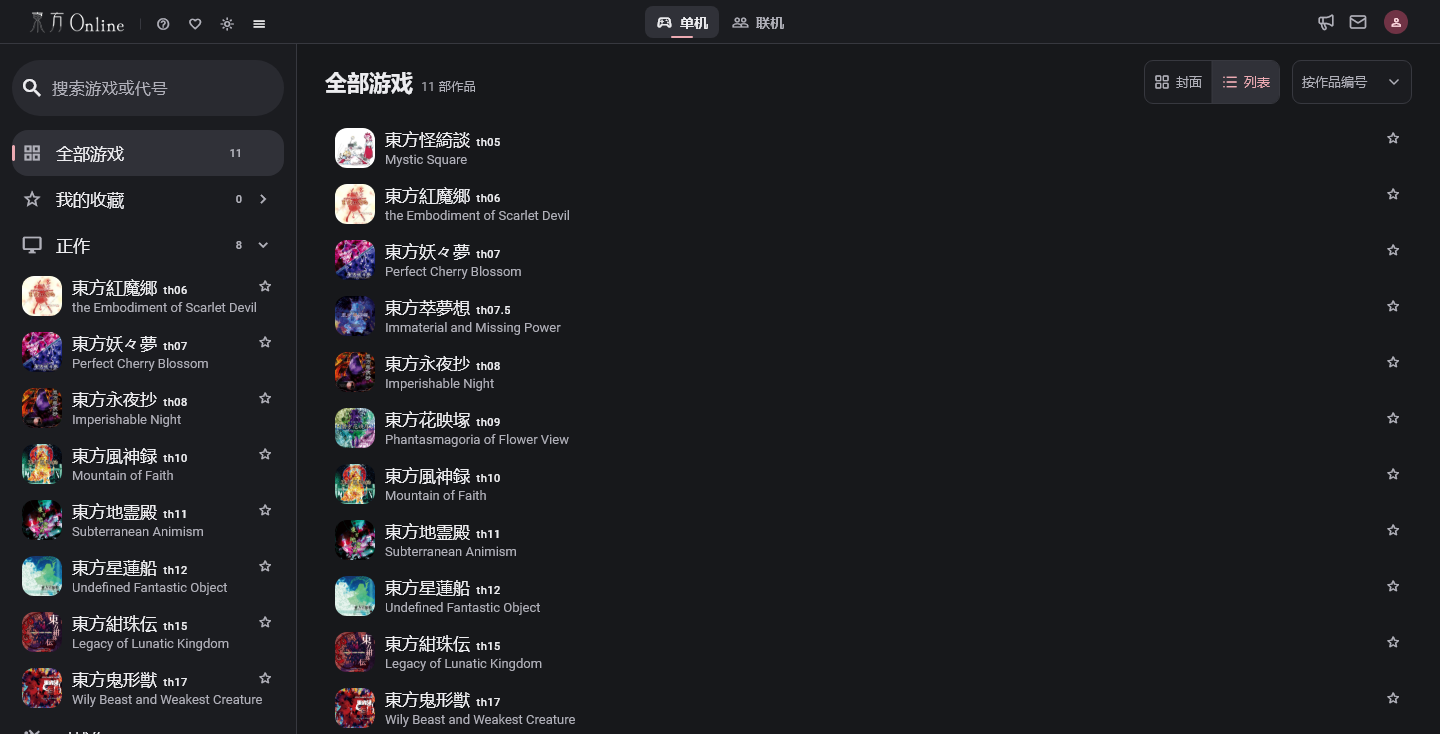 東方 Online
单机
联机
搜索游戏或代号
全部游戏 11
我的收藏 0
正作 8
東方紅魔郷 th06
the Embodiment of Scarlet Devil
東方妖々夢 th07
Perfect Cherry Blossom
東方永夜抄 th08
Imperishable Night
東方風神録 th10
Mountain of Faith
東方地霊殿 th11
Subterranean Animism
東方星蓮船 th12
Undefined Fantastic Object
東方紺珠伝 th15
Legacy of Lunatic Kingdom
東方鬼形獣 th17
Wily Beast and Weakest Creature
全部游戏 11 部作品
封面
列表
按作品编号
東方怪綺談 th05
Mystic Square
東方紅魔郷 th06
the Embodiment of Scarlet Devil
東方妖々夢 th07
Perfect Cherry Blossom
東方萃夢想 th07.5
Immaterial and Missing Power
東方永夜抄 th08
Imperishable Night
東方花映塚 th09
Phantasmagoria of Flower View
東方風神録 th10
Mountain of Faith
東方地霊殿 th11
Subterranean Animism
東方星蓮船 th12
Undefined Fantastic Object
東方紺珠伝 th15
Legacy of Lunatic Kingdom
東方鬼形獣 th17
Wily Beast and Weakest Creature